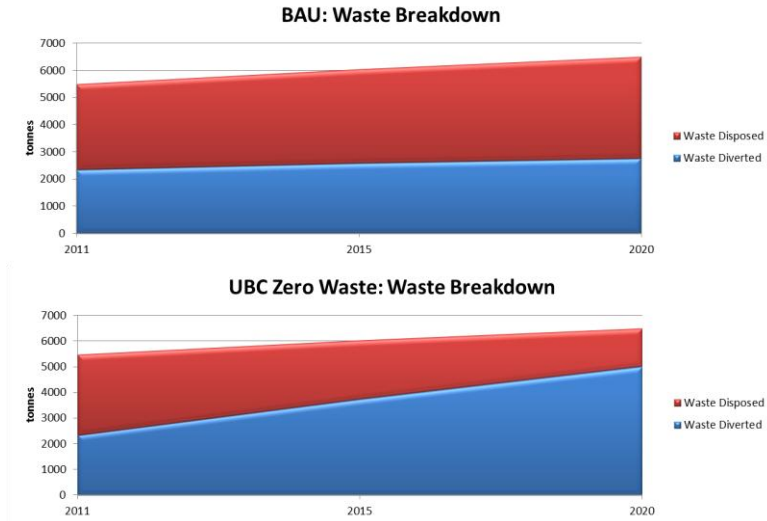 BAU: Waste Breakdown
7000
6000
5000
4000
3000
2000
1000
0
tonnes
2011 2015 2020
Waste Disposed
Waste Diverted
UBC Zero Waste: Waste Breakdown
7000
6000
5000
4000
3000
2000
1000
0
tonnes
2011 2015 2020
Waste Disposed
Waste Diverted